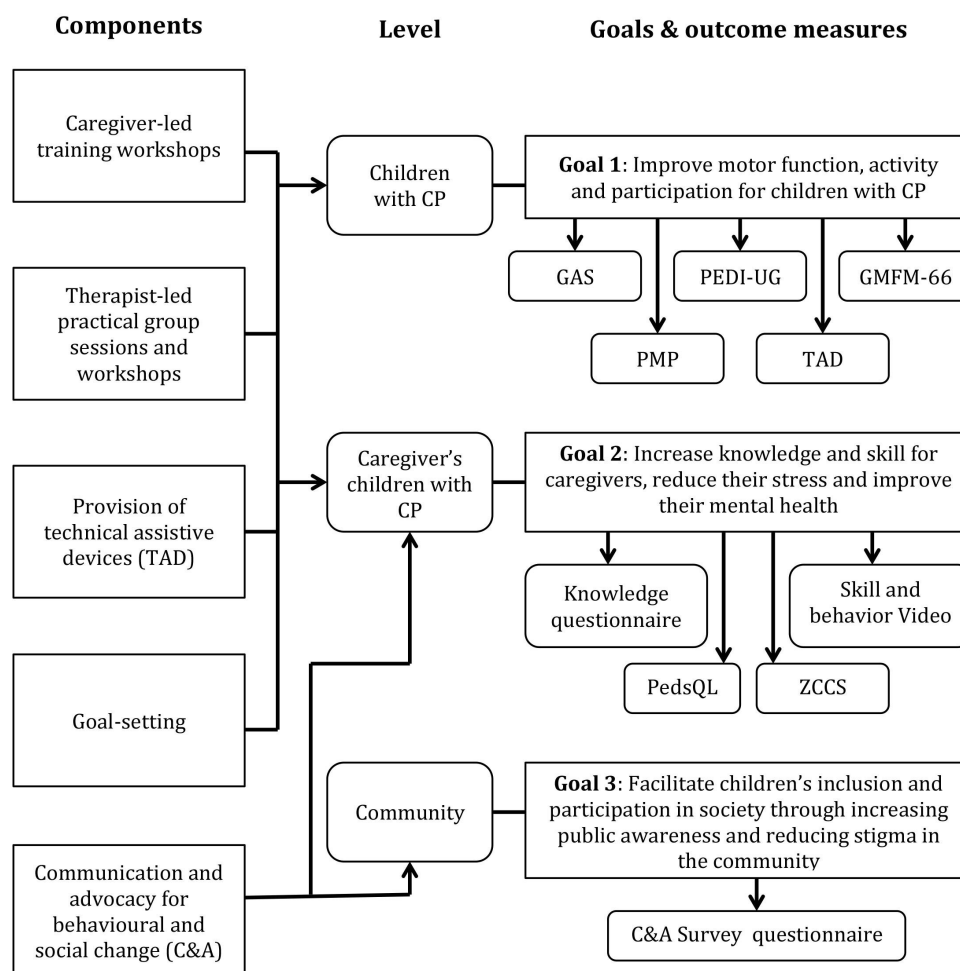 Components
Level
Goals & outcome measures
Caregiver-led
training workshops
Therapist-led
practical group
sessions and
workshops
Provision of
technical assistive
devices (TAD)
Goal-setting
Communication and
advocacy for
behavioural and
social change (C&A)
Children
with CP
Caregiver's
children with
CP
Community
Goal 1: Improve motor function, activity
and participation for children with CP
GAS
PEDI-UG
GMFM-66
PMP
TAD
Goal 2: Increase knowledge and skill for
caregivers, reduce their stress and improve
their mental health
Knowledge
questionnaire
Skill and
behavior Video
PedsQL
ZCCS
Goal 3: Facilitate children's inclusion and
participation in society through increasing
public awareness and reducing stigma in
the community
C&A Survey questionnaire